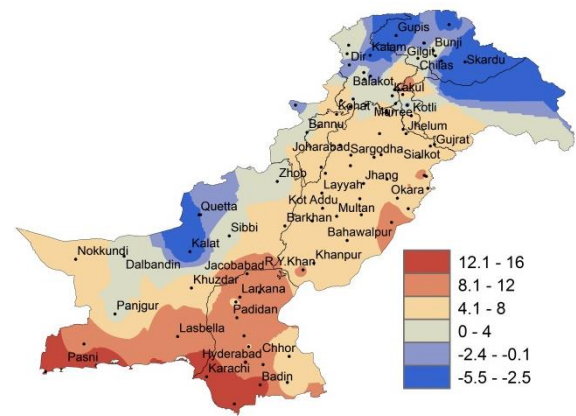 Gupis
Bunji
Gilgit
Kalam
Dir
Chilas
Skardu
Balakot
Kakul
Kohat
Murree
Kotli
Bannu
Jhelum
Gujrat
Joharabad
Sargodha
Sialkot
Zhob
Layyah
Jhang
Okara
Quetta
Kot Addu
Multan
Sibbi
Barkhan
Bahawalpur
Nokkundi
Kalat
Dalbandin
Jacobabad
R.Y.Khan
Khanpur
Khuzdar
Larkana
Panjgur
Padidan
Lasbella
Pasni
Hyderabad
Chhor
Karachi
Badin
12.1 - 16
8.1 - 12
4.1 - 8
0 - 4
-2.4 - -0.1
-5.5 - -2.5